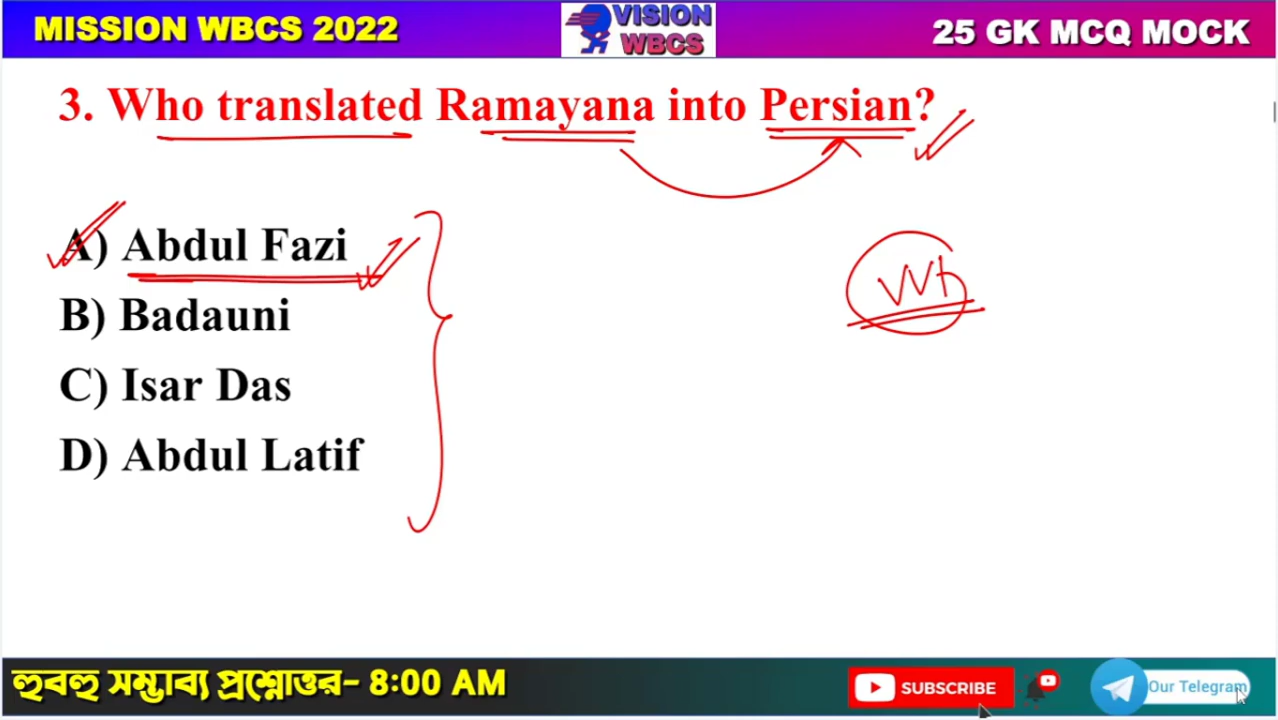 MISSION WBCS 2022
VISION
WBCS
25 GK MCQ MOCK
3. Who translated Ramayana into Persian?
A) Abdul Fazi
B) Badauni
C) Isar Das
D) Abdul Latif
হুবহু সম্ভাব্য প্রশ্নোত্তর- 8:00 AM
SUBSCRIBE
Our Telegram